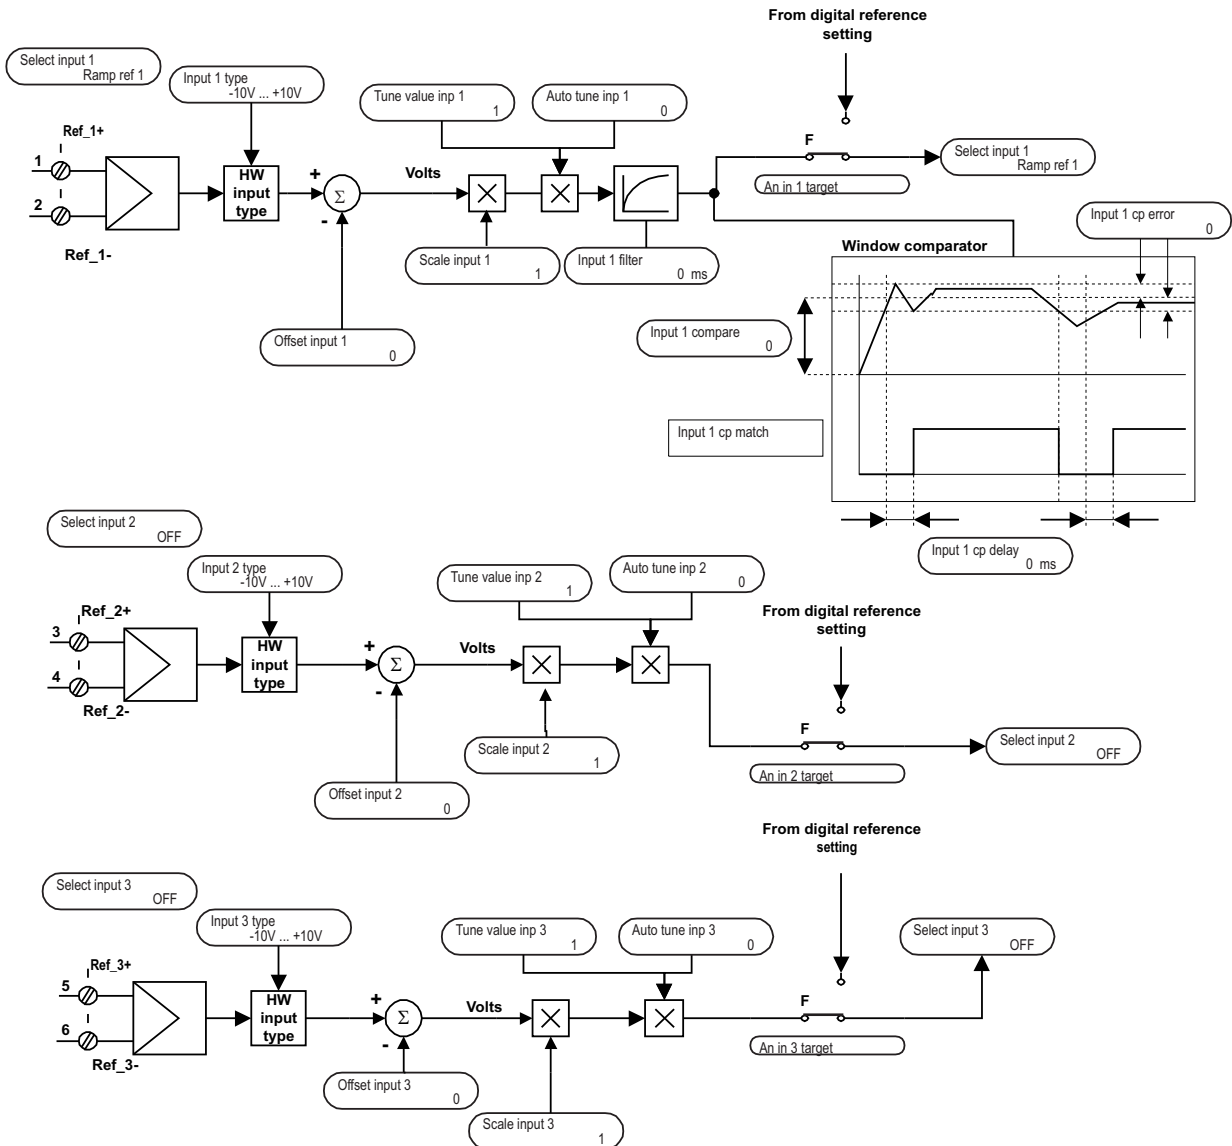 From digital reference
setting
Select input 1
Ramp ref 1
Input 1 type
-10V ... +10V
Tune value inp 1
1
Auto tune inp 1
0
Ref_1+
1
2
Ref_1-
HW
input
type
+
Σ
-
Volts
F
An in 1 target
Select input 1
Ramp ref 1
Scale input 1
1
Input 1 filter
0 ms
Offset input 1
0
Window comparator
Input 1 cp error
0
Input 1 compare
0
Input 1 cp match
Input 1 cp delay
0 ms
Select input 2
OFF
Input 2 type
-10V ... +10V
Tune value inp 2
1
Auto tune inp 2
0
From digital reference
setting
Ref_2+
3
4
Ref_2-
HW
input
type
+
Σ
-
Volts
F
An in 2 target
Select input 2
OFF
Scale input 2
1
Offset input 2
0
From digital reference
setting
Select input 3
OFF
Input 3 type
-10V ... +10V
Tune value inp 3
1
Auto tune inp 3
0
Select input 3
OFF
Ref_3+
5
6
Ref_3-
HW
input
type
+
Σ
-
Volts
F
An in 3 target
Offset input 3
0
Scale input 3
1